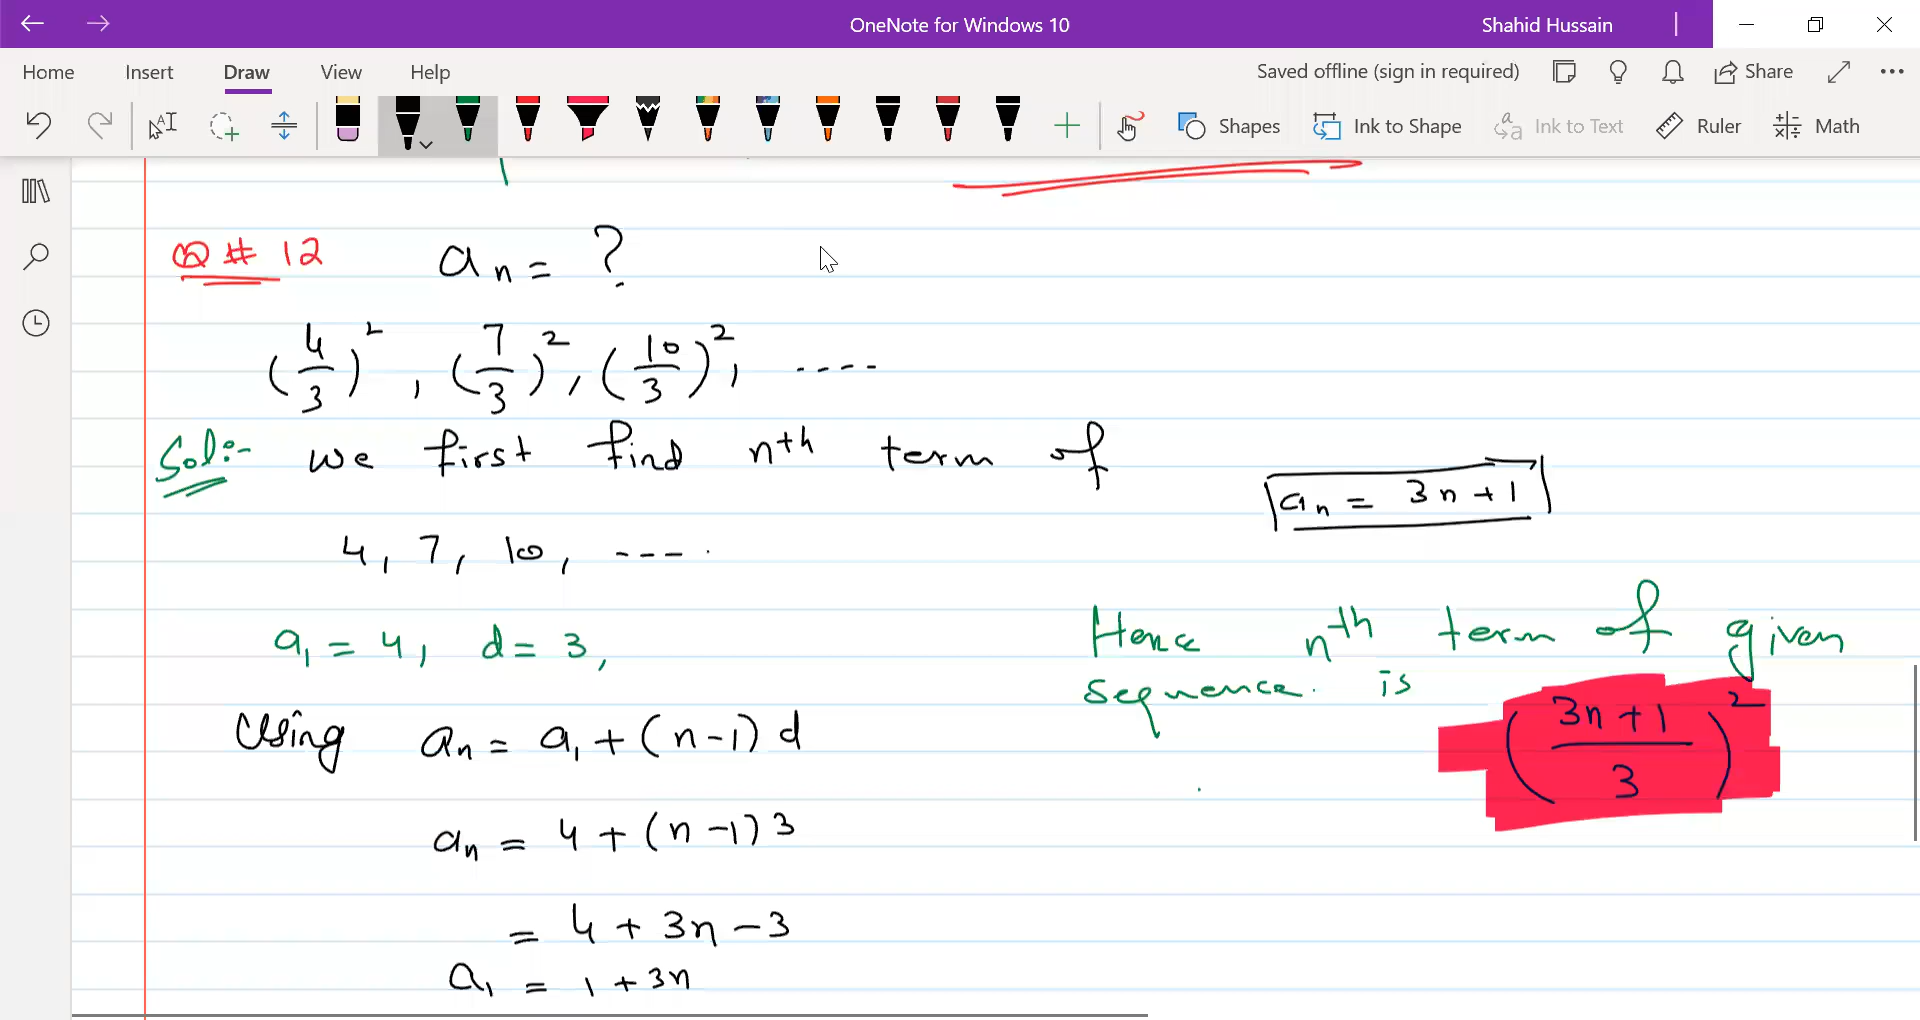 OneNote for Windows 10
Shahid Hussain
Home Insert Draw View Help
Saved offline (sign in required) Share
Shapes Ink to Shape Ink to Text Ruler Math
Q # 12 aₙ = ?
(4/3)², (7/3)², (10/3)², ----
Sol:- we first find nᵗʰ term of
4, 7, 10, ---.
a₁ = 4, d = 3,
Using aₙ = a₁ + (n-1) d
aₙ = 4 + (n-1) 3
= 4 + 3n - 3
a₁ = 1 + 3n
aₙ = 3n + 1
Hence nᵗʰ term of given
sequence. is
((3n + 1)/3)²